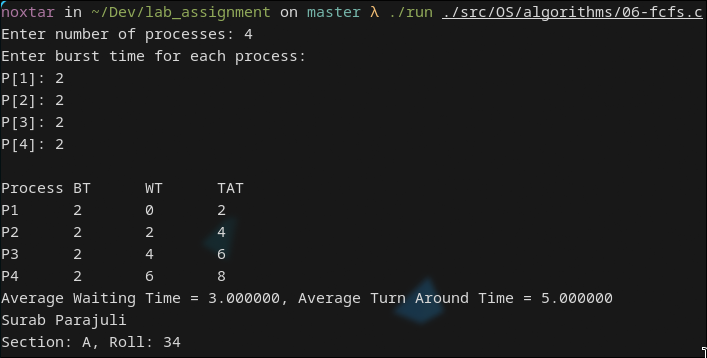 noxtar in ~/Dev/lab_assignment on master λ ./run ./src/OS/algorithms/06-fcfs.c
Enter number of processes: 4
Enter burst time for each process:
P[1]: 2
P[2]: 2
P[3]: 2
P[4]: 2
Process BT WT TAT
P1 2 0 2
P2 2 2 4
P3 2 4 6
P4 2 6 8
Average Waiting Time = 3.000000, Average Turn Around Time = 5.000000
Surab Parajuli
Section: A, Roll: 34